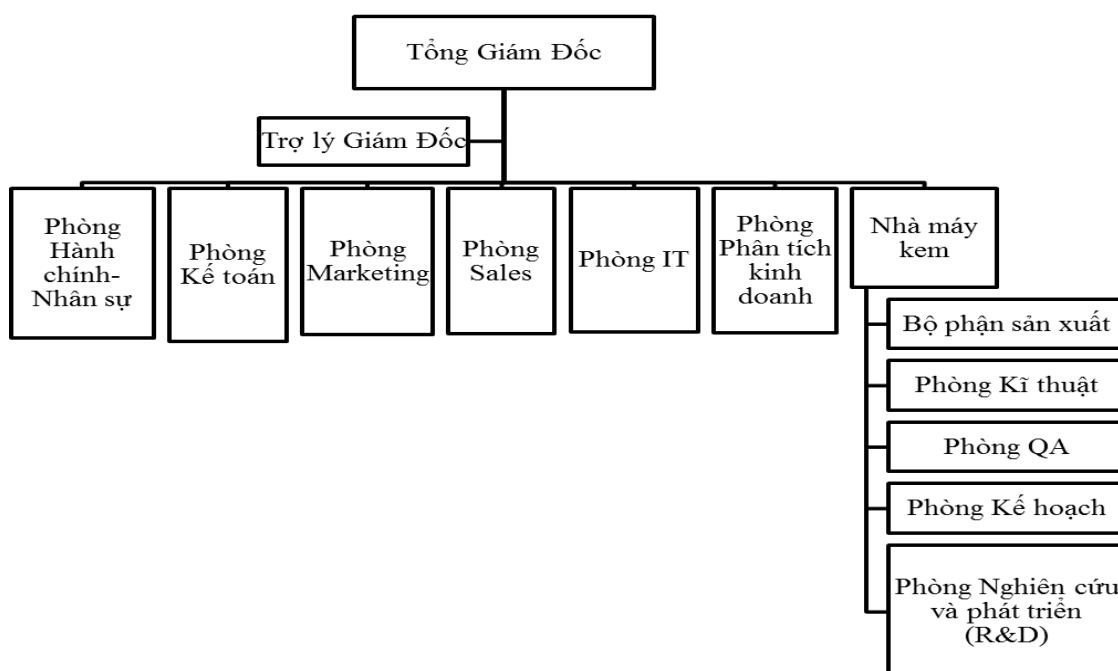 Tổng Giám Đốc
Trợ lý Giám Đốc
Phòng
Hành
chính-
Nhân sự
Phòng
Kế toán
Phòng
Marketing
Phòng
Sales
Phòng IT
Phòng
Phân tích
kinh
doanh
Nhà máy
kem
Bộ phận sản xuất
Phòng Kĩ thuật
Phòng QA
Phòng Kế hoạch
Phòng Nghiên cứu
và phát triển
(R&D)